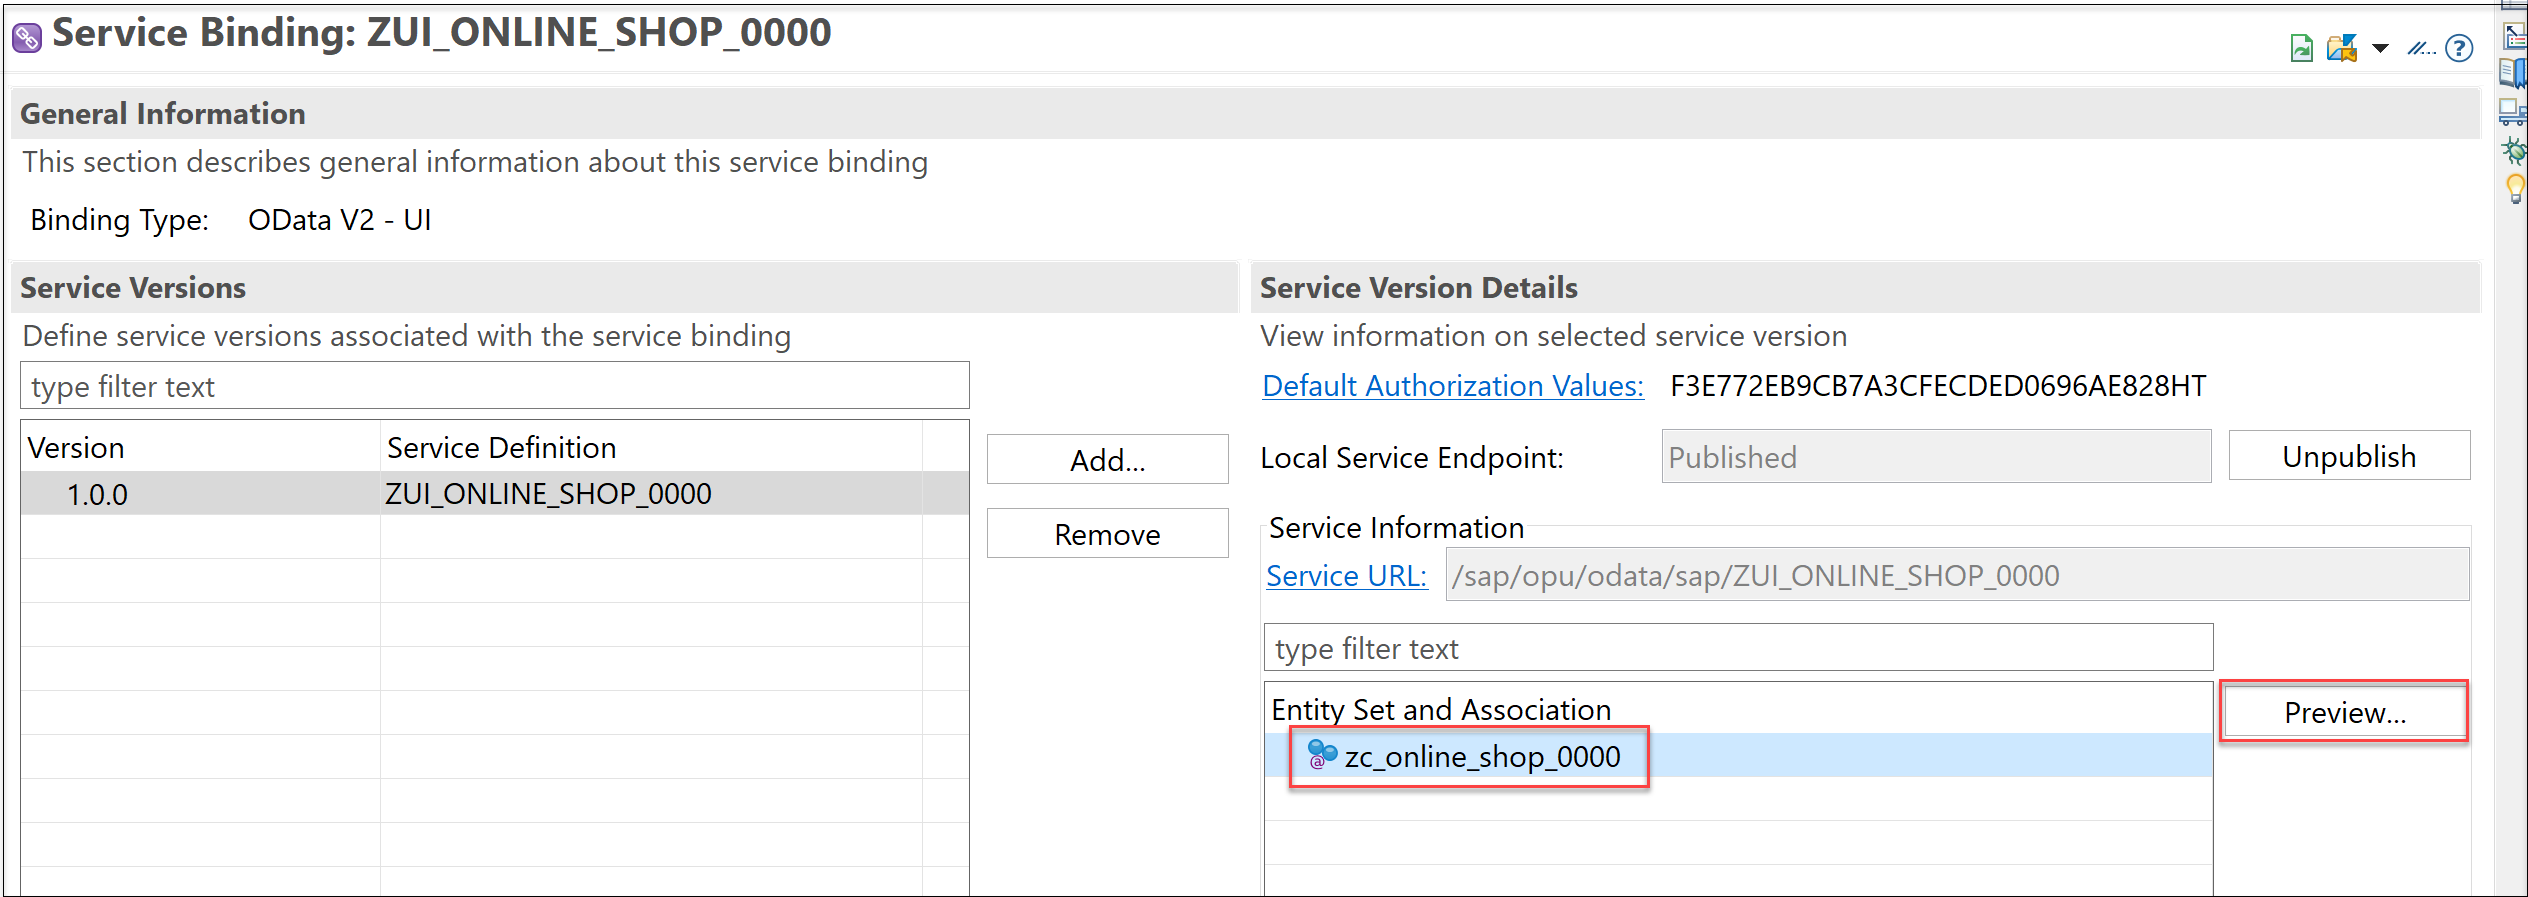 Service Binding: ZUI_ONLINE_SHOP_0000
General Information
This section describes general information about this service binding
Binding Type: OData V2 - UI
Service Versions
Define service versions associated with the service binding
type filter text
Version Service Definition
1.0.0 ZUI_ONLINE_SHOP_0000
Add...
Remove
Service Version Details
View information on selected service version
Default Authorization Values: F3E772EB9CB7A3CFECDED0696AE828HT
Local Service Endpoint: Published Unpublish
Service Information
Service URL: /sap/opu/odata/sap/ZUI_ONLINE_SHOP_0000
type filter text
Entity Set and Association
Preview...
zc_online_shop_0000